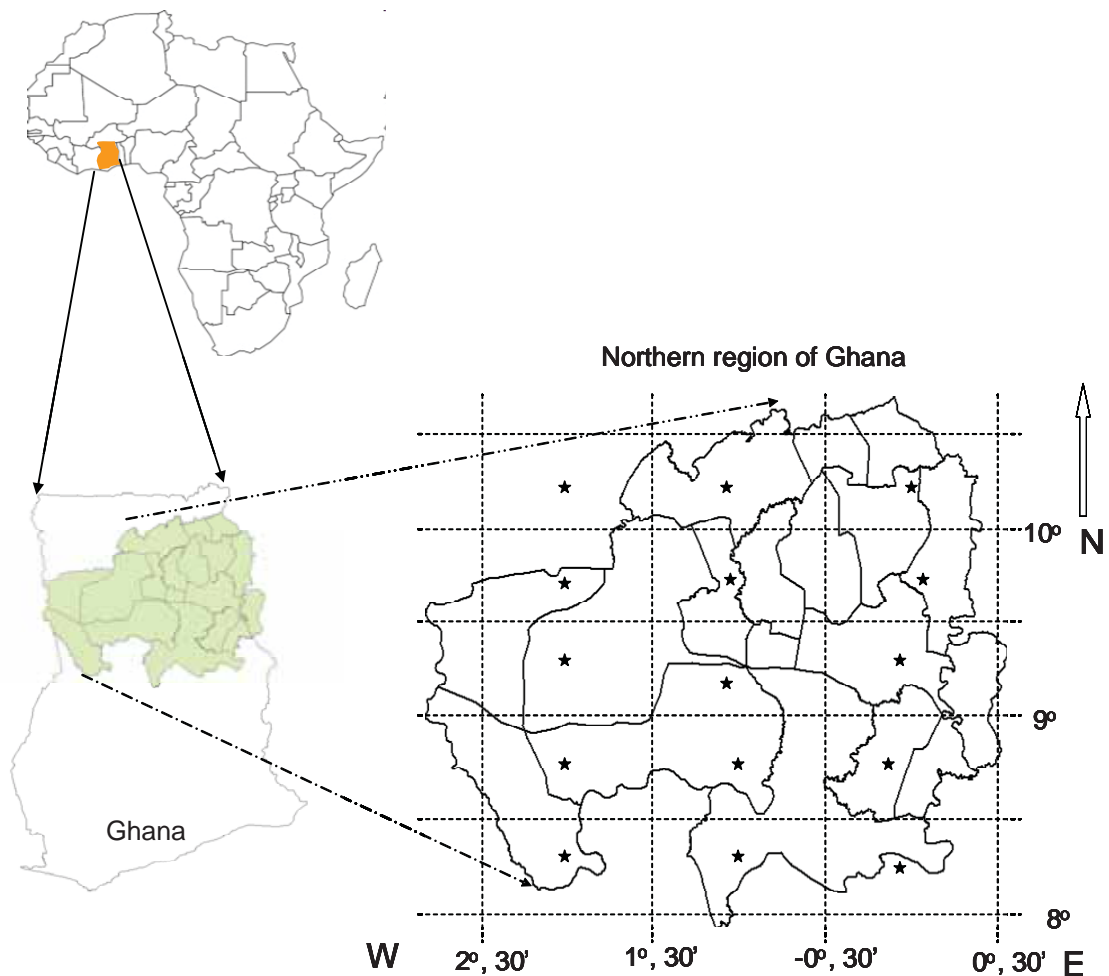 Northern region of Ghana
10º
N
9º
Ghana
8º
W 2º, 30’ 1º, 30’ -0º, 30’ 0º, 30’ E